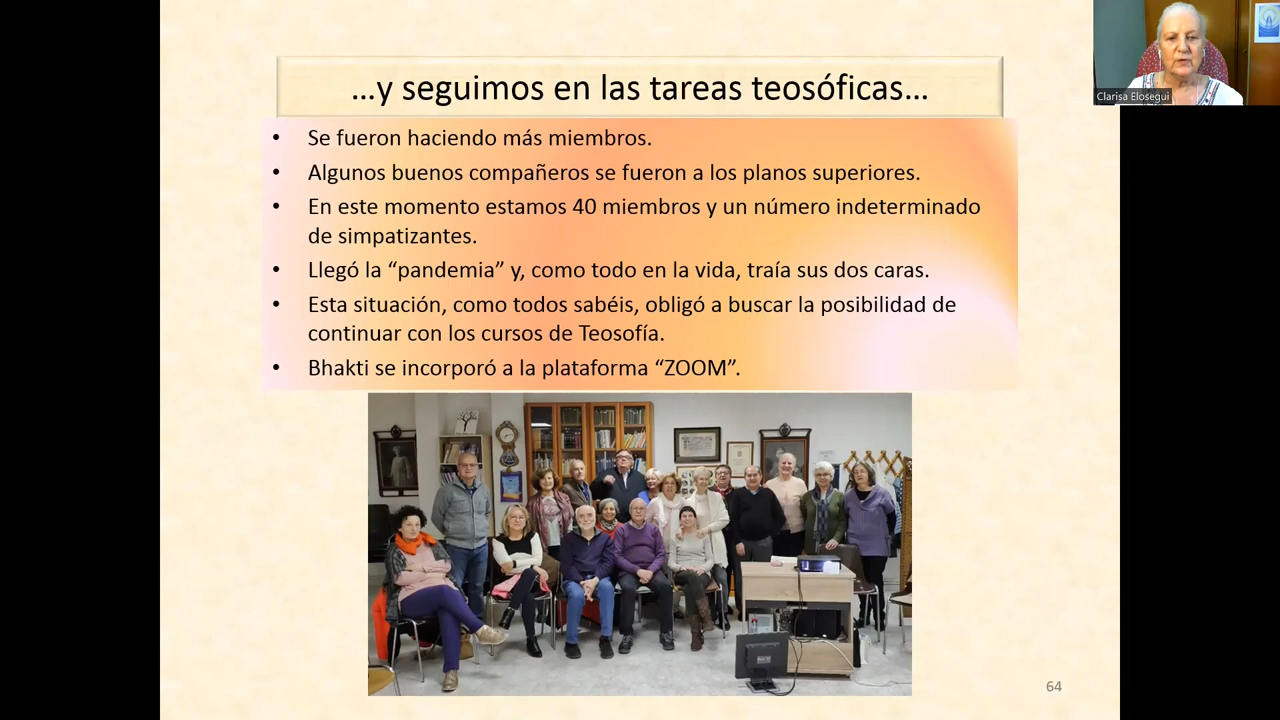 Clarisa Elosegui
...y seguimos en las tareas teosóficas...
• Se fueron haciendo más miembros.
• Algunos buenos compañeros se fueron a los planos superiores.
• En este momento estamos 40 miembros y un número indeterminado
de simpatizantes.
• Llegó la “pandemia” y, como todo en la vida, traía sus dos caras.
• Esta situación, como todos sabéis, obligó a buscar la posibilidad de
continuar con los cursos de Teosofía.
• Bhakti se incorporó a la plataforma “ZOOM”.
64